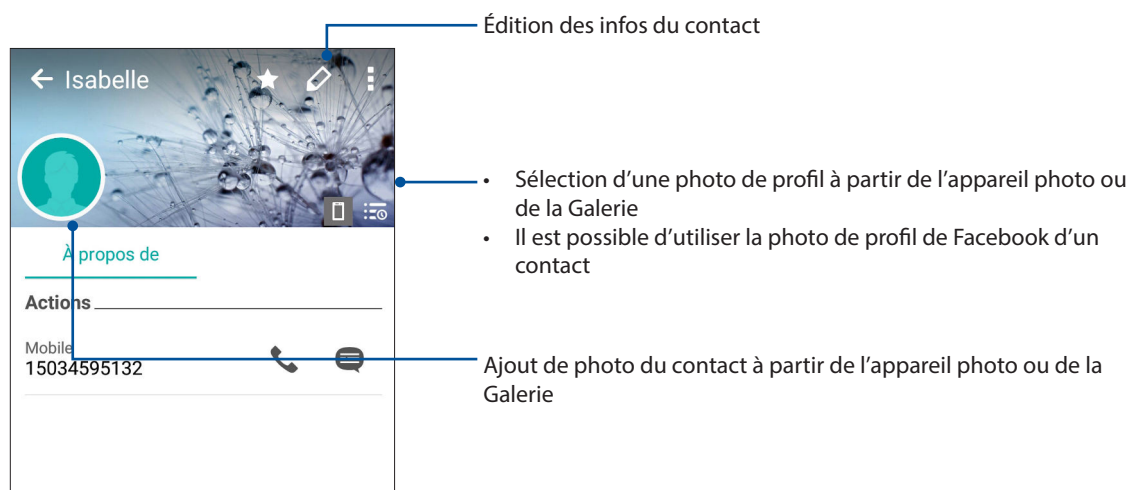 Édition des infos du contact
Isabelle
• Sélection d’une photo de profil à partir de l’appareil photo ou
de la Galerie
• Il est possible d’utiliser la photo de profil de Facebook d’un
contact
À propos de
Actions
Mobile
15034595132
Ajout de photo du contact à partir de l’appareil photo ou de la
Galerie